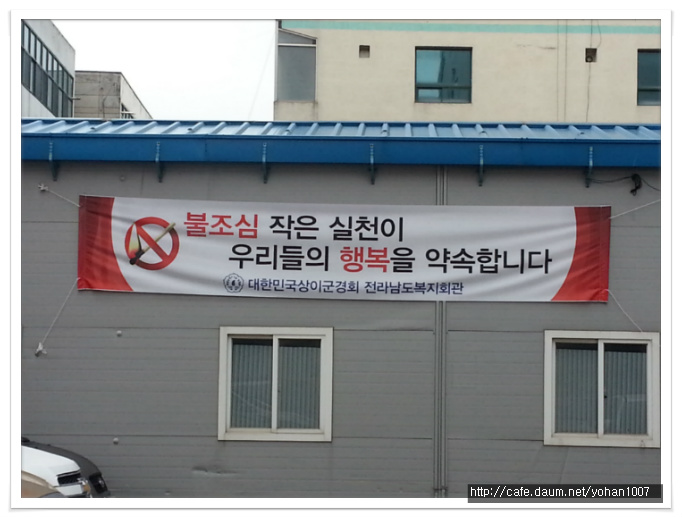 불조심 작은 실천이
우리들의 행복을 약속합니다
대한민국상이군경회 전라남도복지회관
http://cafe.daum.net/yohan1007